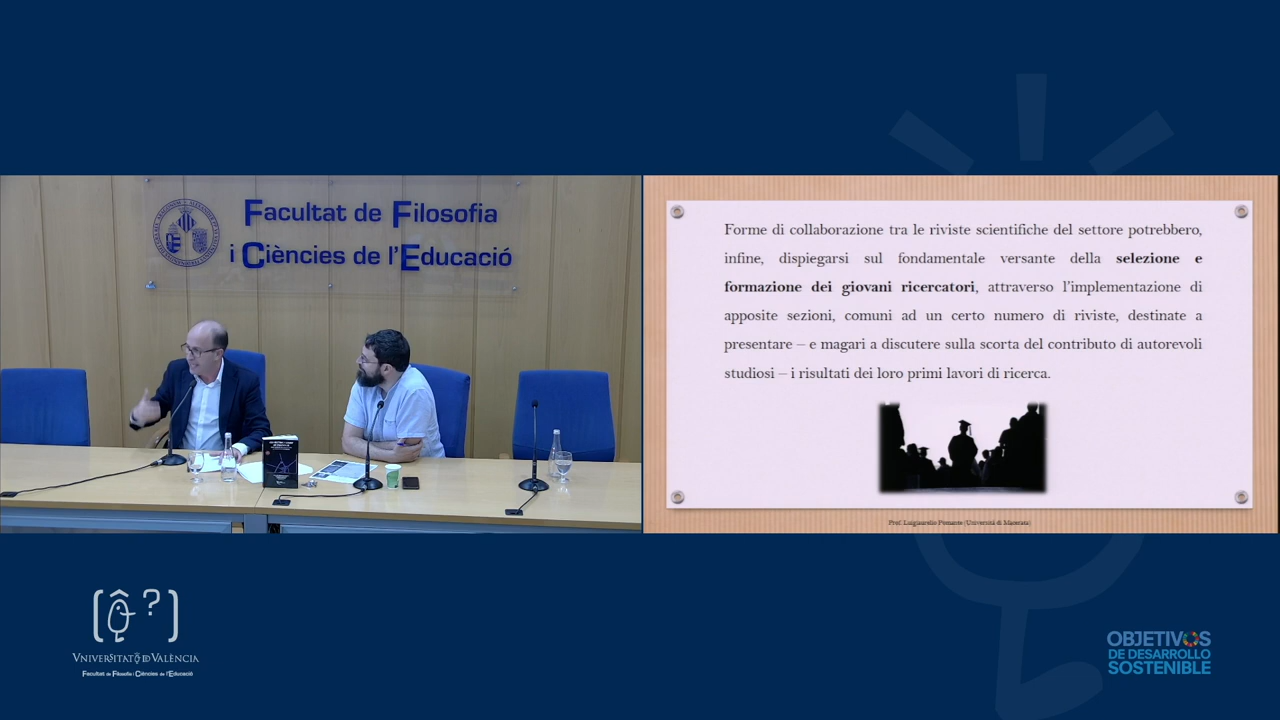 Facultat de Filosofia
i Ciències de l'Educació
Forme di collaborazione tra le riviste scientifiche del settore potrebbero,
infine, dispiegarsi sul fondamentale versante della selezione e
formazione dei giovani ricercatori, attraverso l'implementazione di
apposite sezioni, comuni ad un certo numero di riviste, destinate a
presentare – e magari a discutere sulla scorta del contributo di autorevoli
studiosi – i risultati dei loro primi lavori di ricerca.
Prof. Luigiaurelio Pomante (Università di Macerata)
[Ô?]
VNIVERSITAT DE VALÈNCIA
Facultat de Filosofia i Ciències de l'Educació
OBJETIVOS
DE DESARROLLO
SOSTENIBLE